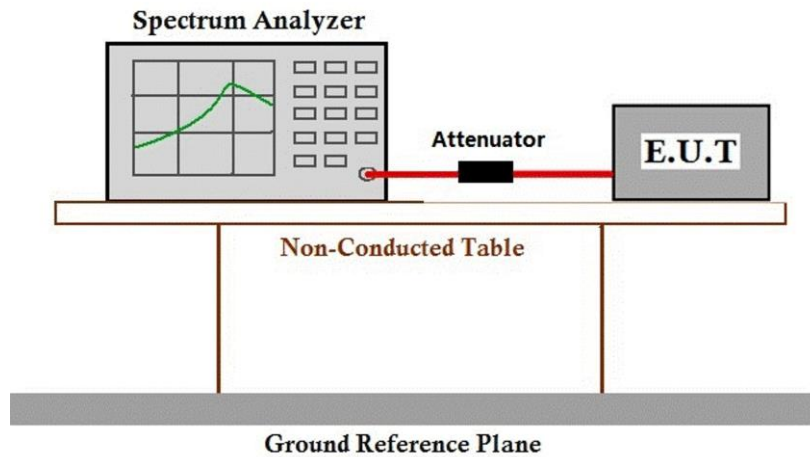 Spectrum Analyzer
Attenuator
E.U.T
Non-Conducted Table
Ground Reference Plane